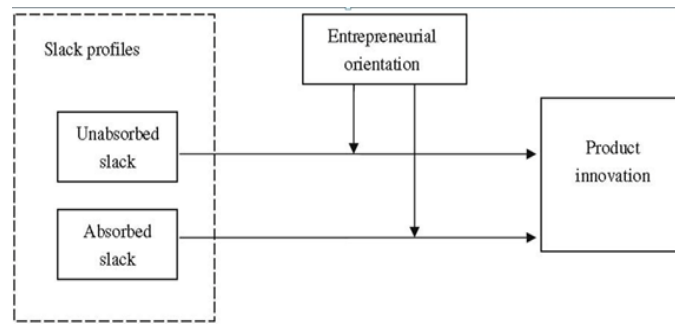 Slack profiles
Entrepreneurial
orientation
Unabsorbed
slack
Product
innovation
Absorbed
slack